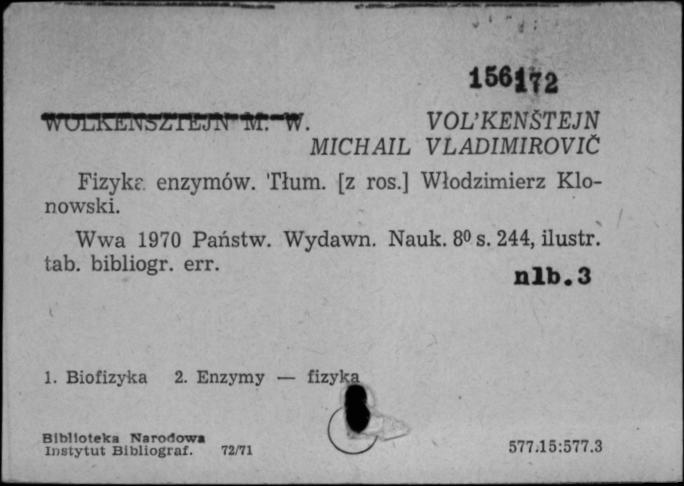 156172
WOLKENSZTEJN M. W. VOL'KENŠTEJN
MICHAIL VLADIMIROVIČ
Fizyka enzymów. Tłum. [z ros.] Włodzimierz Klo-
nowski.
Wwa 1970 Państw. Wydawn. Nauk. 8⁰ s. 244, ilustr.
tab. bibliogr. err.
nlb. 3
1. Biofizyka 2. Enzymy — fizyka
Biblioteka Narodowa
Instytut Bibliograf. 72/71
577.15:577.3